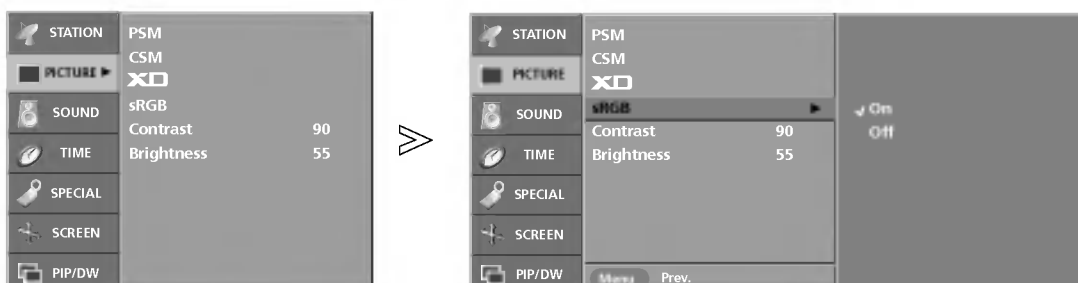 STATION
PICTURE
SOUND
TIME
SPECIAL
SCREEN
PIP/DW
PSM
CSM
XD
sRGB
Contrast 90
Brightness 55
STATION
PICTURE
SOUND
TIME
SPECIAL
SCREEN
PIP/DW
PSM
CSM
XD
sRGB
Contrast 90
Brightness 55
Menu Prev.
On
Off